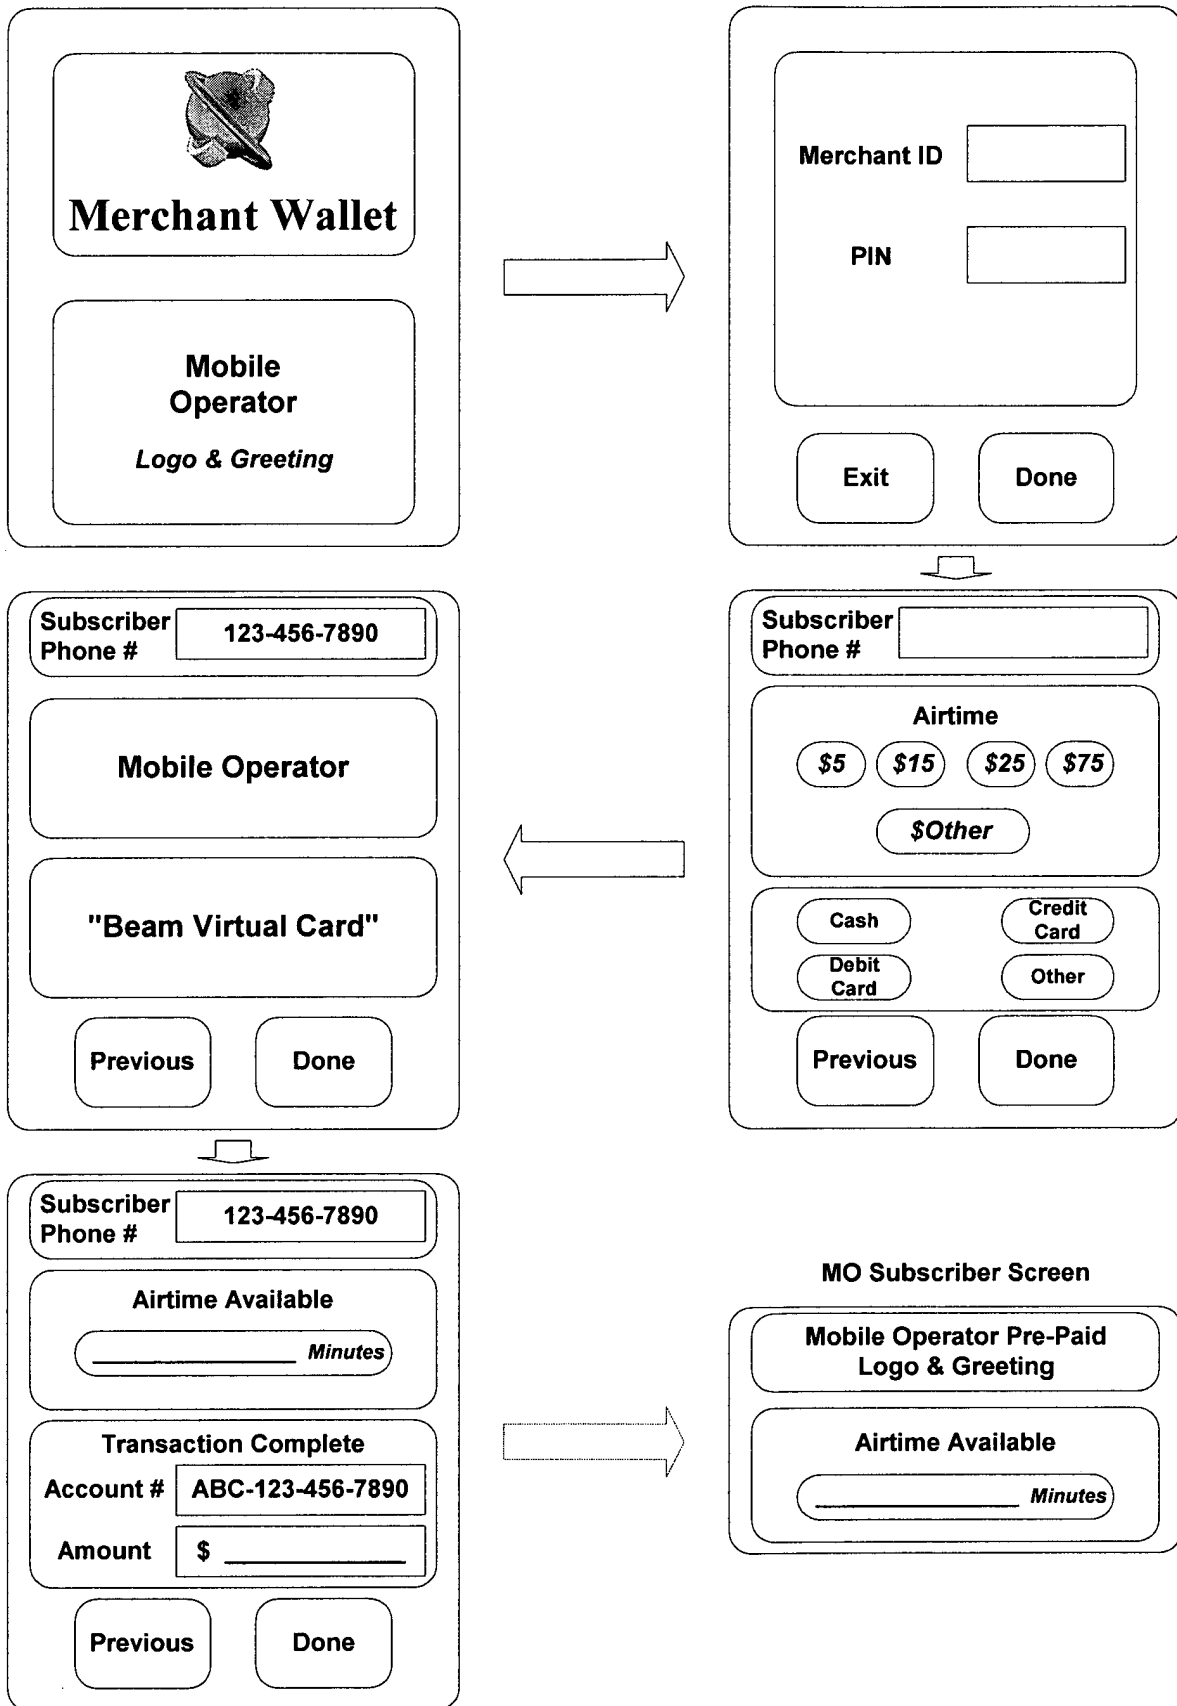 Merchant Wallet
Mobile
Operator
Logo & Greeting
Merchant ID
PIN
Exit
Done
Subscriber
Phone #
Airtime
$5
$15
$25
$75
$Other
Cash
Credit
Card
Debit
Card
Other
Previous
Done
Subscriber
Phone #
123-456-7890
Mobile Operator
"Beam Virtual Card"
Previous
Done
Subscriber
Phone #
123-456-7890
Airtime Available
Minutes
Transaction Complete
Account #
ABC-123-456-7890
Amount
$
Previous
Done
MO Subscriber Screen
Mobile Operator Pre-Paid
Logo & Greeting
Airtime Available
Minutes